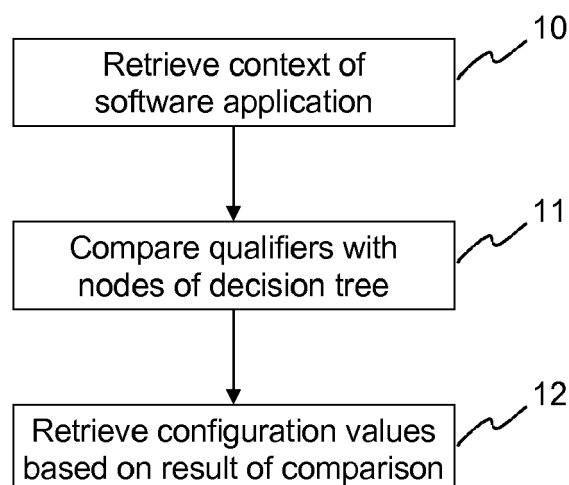 10
Retrieve context of
software application
11
Compare qualifiers with
nodes of decision tree
12
Retrieve configuration values
based on result of comparison